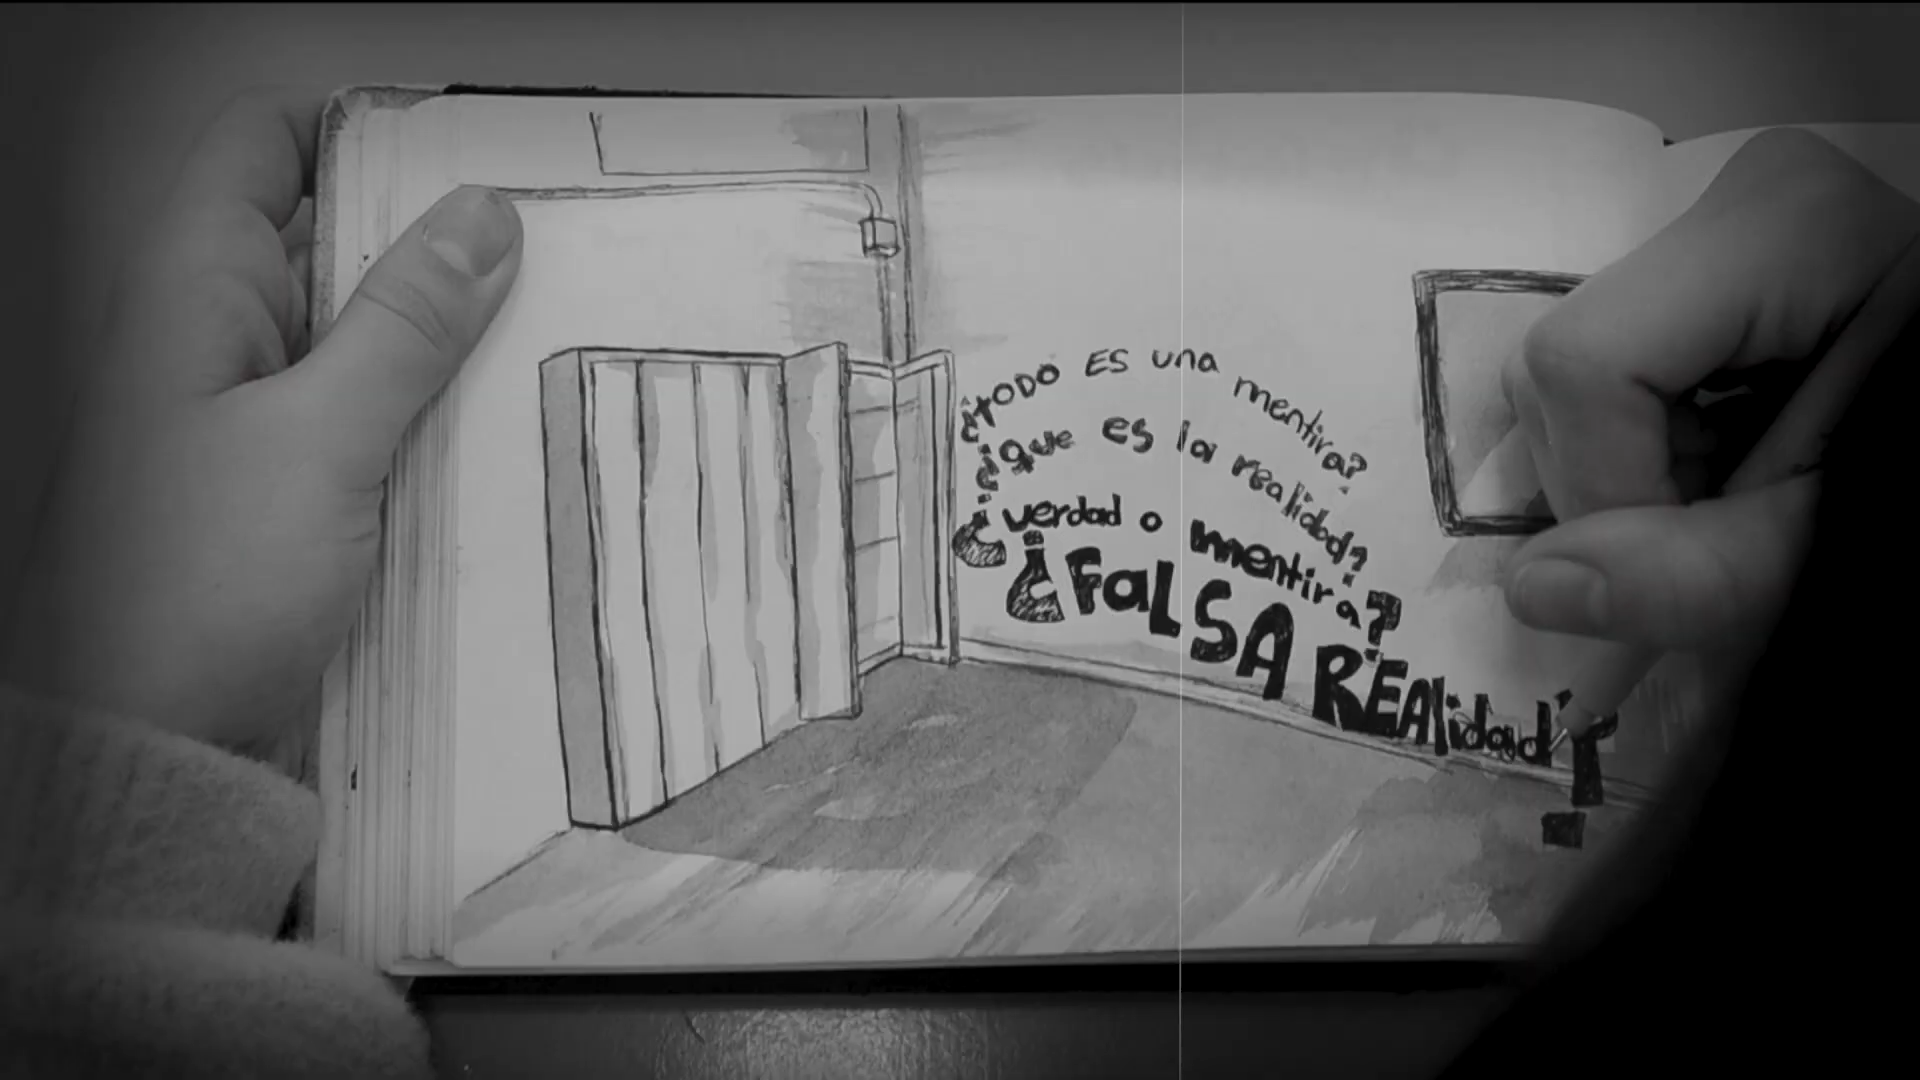 ¿TODO ES una mentira?
¿que es la realidad?
¿verdad o mentira?
¿FaLSA REAlidad?